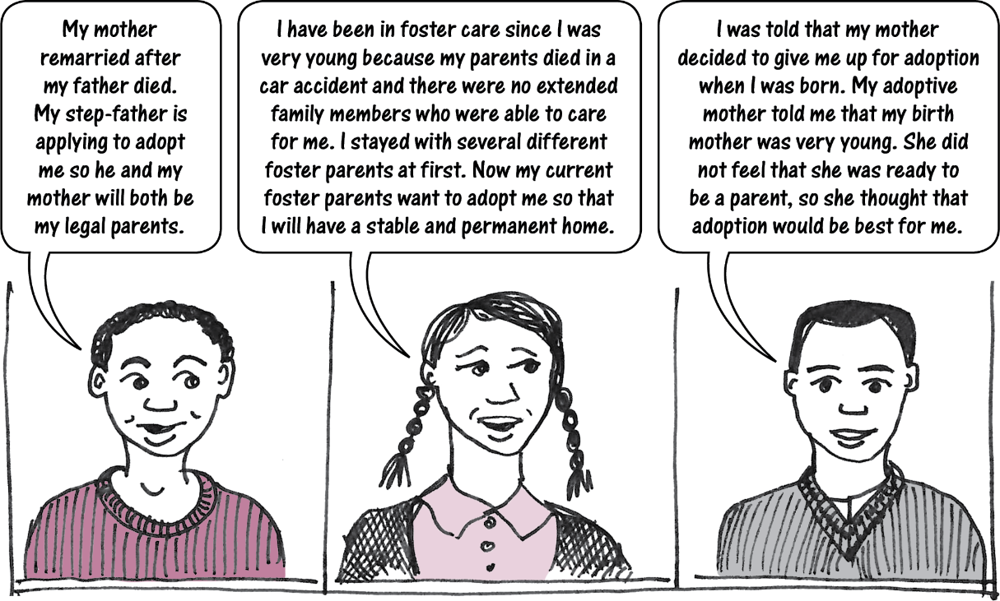 My mother
remarried after
my father died.
My step-father is
applying to adopt
me so he and my
mother will both be
my legal parents.
I have been in foster care since I was
very young because my parents died in a
car accident and there were no extended
family members who were able to care
for me. I stayed with several different
foster parents at first. Now my current
foster parents want to adopt me so that
I will have a stable and permanent home.
I was told that my mother
decided to give me up for adoption
when I was born. My adoptive
mother told me that my birth
mother was very young. She did
not feel that she was ready to
be a parent, so she thought that
adoption would be best for me.